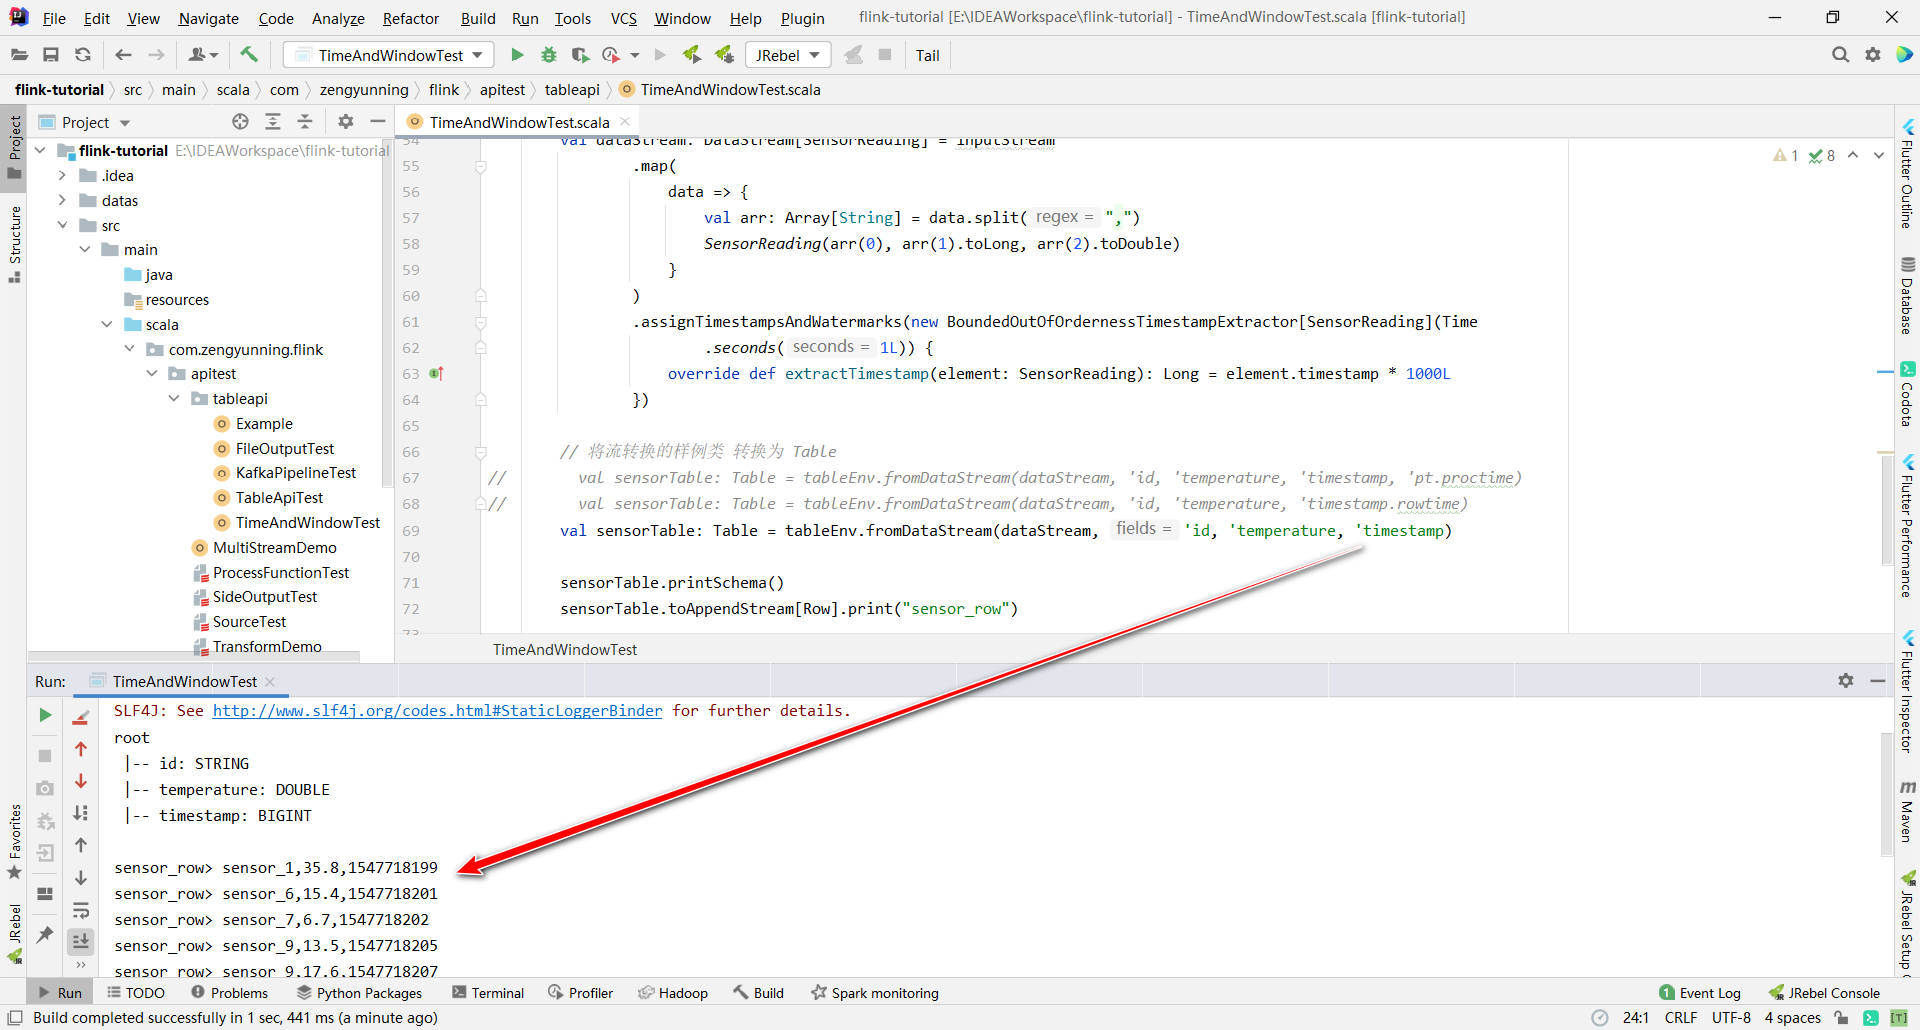 File Edit View Navigate Code Analyze Refactor Build Run Tools VCS Window Help Plugin flink-tutorial [E:\IDEAWorkspace\flink-tutorial] - TimeAndWindowTest.scala [flink-tutorial]
TimeAndWindowTest JRebel Tail
flink-tutorial src main scala com zengyunning flink apitest tableapi TimeAndWindowTest.scala
Project
TimeAndWindowTest.scala
flink-tutorial E:\IDEAWorkspace\flink-tutorial
.idea
datas
src
main
java
resources
scala
com.zengyunning.flink
apitest
tableapi
Example
FileOutputTest
KafkaPipelineTest
TableApiTest
TimeAndWindowTest
MultiStreamDemo
ProcessFunctionTest
SideOutputTest
SourceTest
TransformDemo
1 8
54 val dataStream: DataStream[SensorReading] = inputStream
55 .map(
56 data => {
57 val arr: Array[String] = data.split( regex = ",")
58 SensorReading(arr(0), arr(1).toLong, arr(2).toDouble)
59 }
60 )
61 .assignTimestampsAndWatermarks(new BoundedOutOfOrdernessTimestampExtractor[SensorReading](Time
62 .seconds( seconds = 1L)) {
63 override def extractTimestamp(element: SensorReading): Long = element.timestamp * 1000L
64 })
65
66 // 将流转换的样例类 转换为 Table
67 // val sensorTable: Table = tableEnv.fromDataStream(dataStream, 'id, 'temperature, 'timestamp, 'pt.proctime)
68 // val sensorTable: Table = tableEnv.fromDataStream(dataStream, 'id, 'temperature, 'timestamp.rowtime)
69 val sensorTable: Table = tableEnv.fromDataStream(dataStream, fields = 'id, 'temperature, 'timestamp)
70
71 sensorTable.printSchema()
72 sensorTable.toAppendStream[Row].print("sensor_row")
73
TimeAndWindowTest
Run: TimeAndWindowTest
SLF4J: See http://www.slf4j.org/codes.html#StaticLoggerBinder for further details.
root
|-- id: STRING
|-- temperature: DOUBLE
|-- timestamp: BIGINT
sensor_row> sensor_1,35.8,1547718199
sensor_row> sensor_6,15.4,1547718201
sensor_row> sensor_7,6.7,1547718202
sensor_row> sensor_9,13.5,1547718205
sensor_row> sensor_9,17.6,1547718207
Project
Structure
Favorites
JRebel
Flutter Outline
Database
Codota
Flutter Performance
Flutter Inspector
m Maven
JRebel Setup
Run TODO Problems Python Packages Terminal Profiler Hadoop Build Spark monitoring 1 Event Log JRebel Console
Build completed successfully in 1 sec, 441 ms (a minute ago) 24:1 CRLF UTF-8 4 spaces [T]